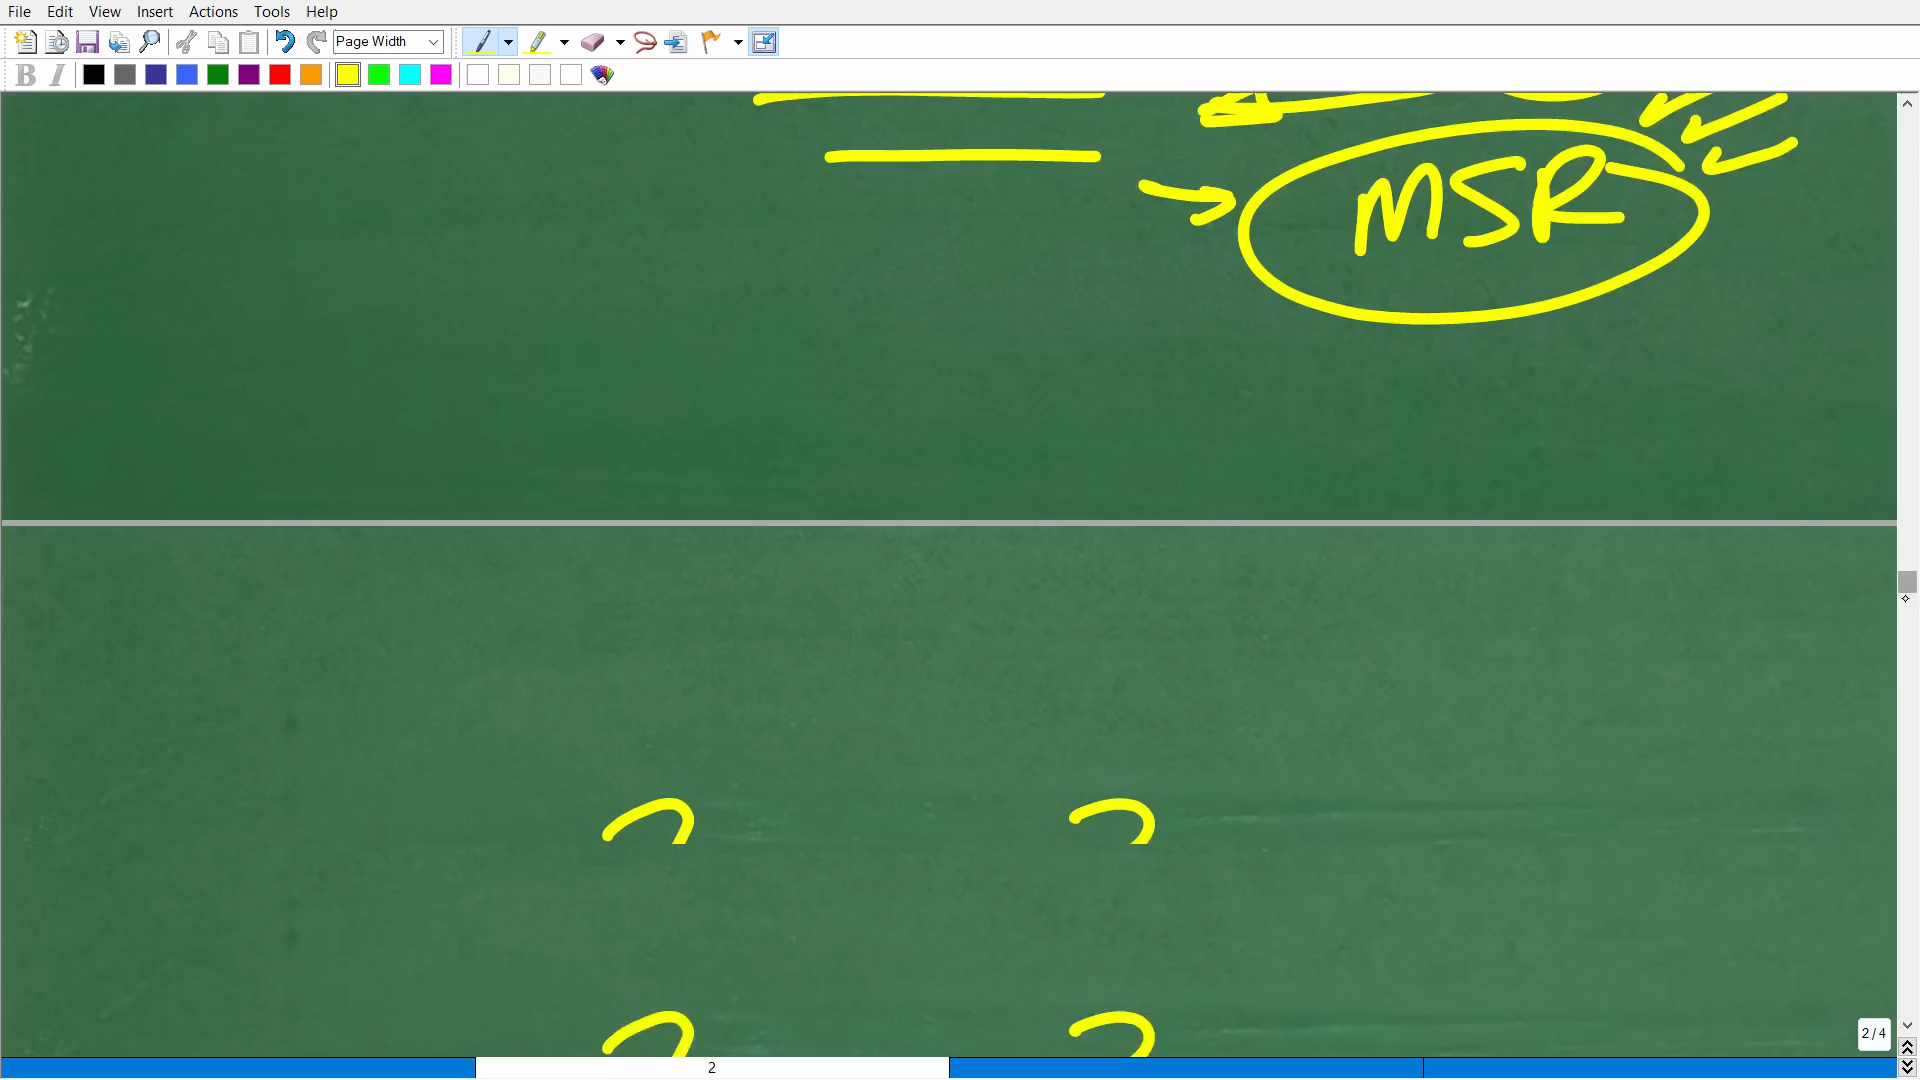 File Edit View Insert Actions Tools Help
Page Width
B I
MSR
2 / 4
2